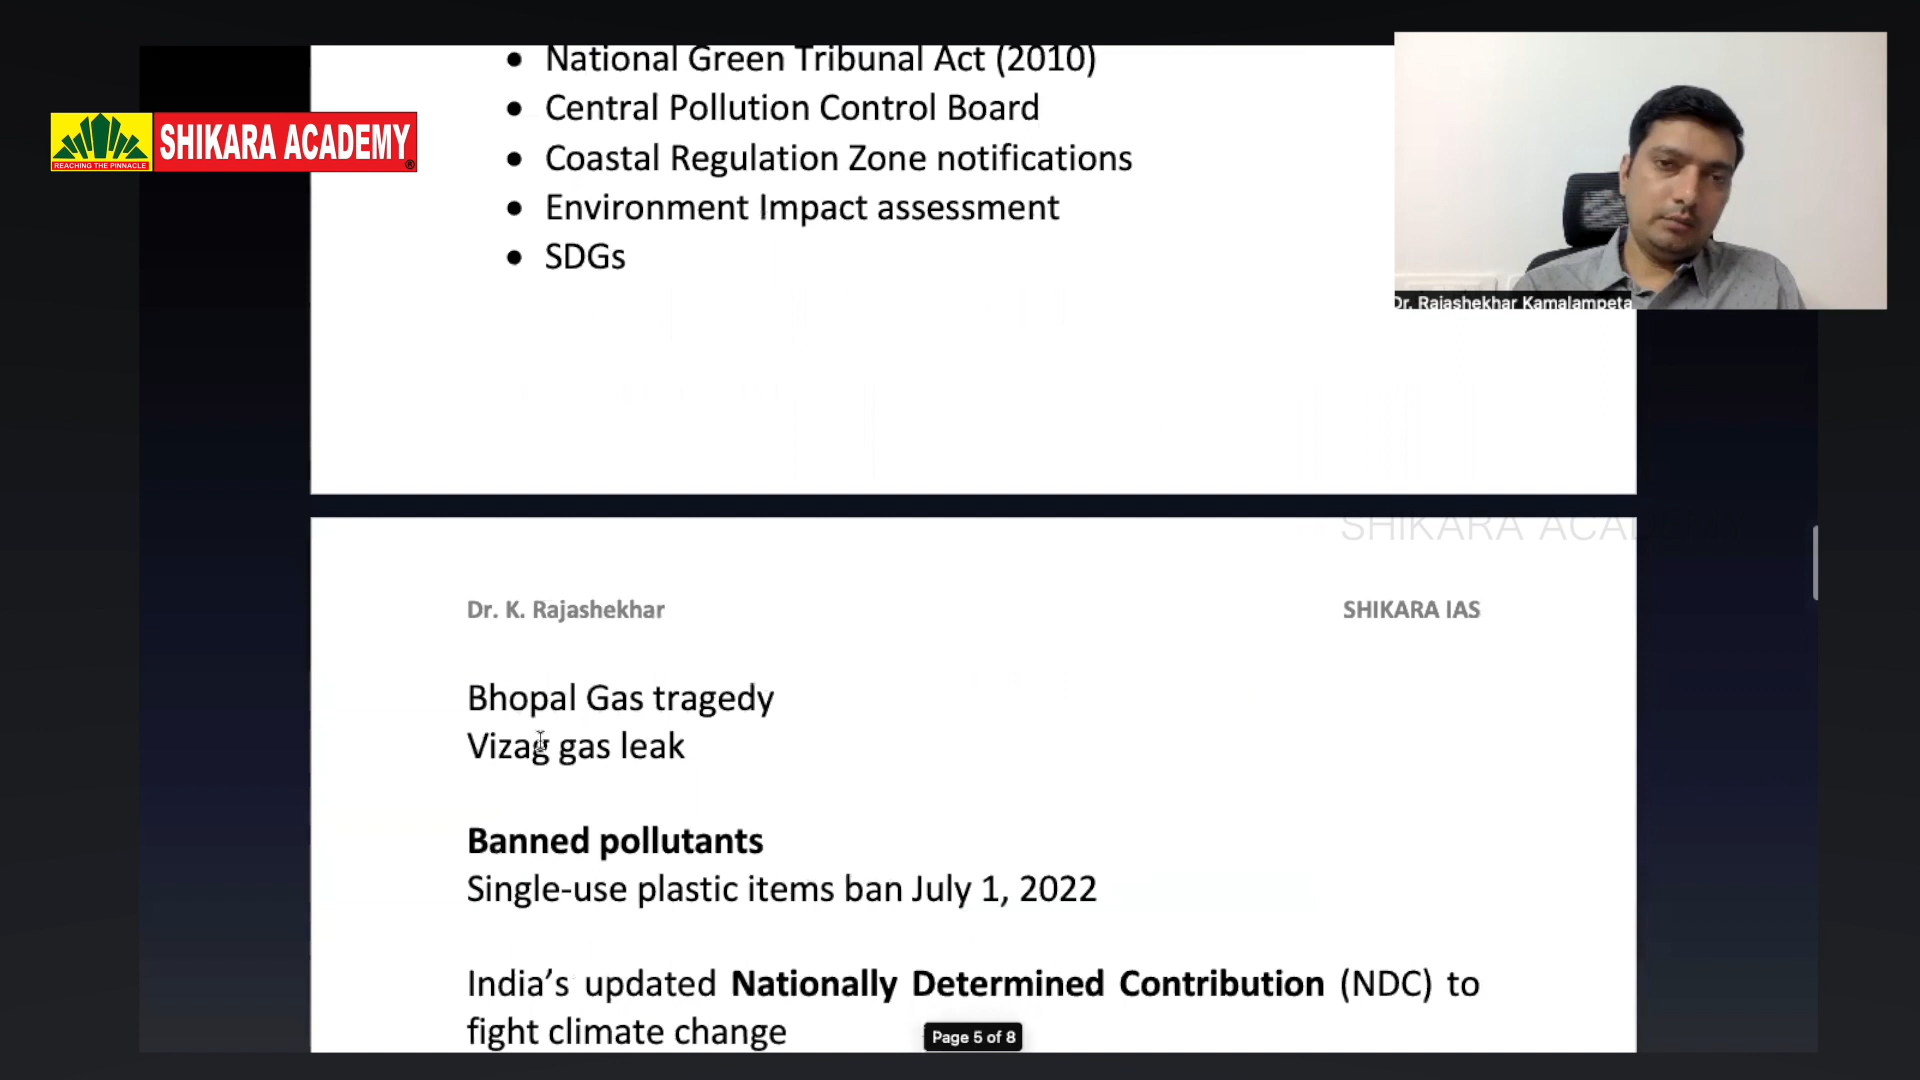 • National Green Tribunal Act (2010)
• Central Pollution Control Board
• Coastal Regulation Zone notifications
• Environment Impact assessment
• SDGs
SHIKARA ACADEMY
REACHING THE PINNACLE
®
Dr. Rajashekhar Kamalampeta
SHIKARA ACAD
Dr. K. Rajashekhar SHIKARA IAS
Bhopal Gas tragedy
Vizag gas leak
Banned pollutants
Single-use plastic items ban July 1, 2022
India’s updated Nationally Determined Contribution (NDC) to
fight climate change
Page 5 of 8